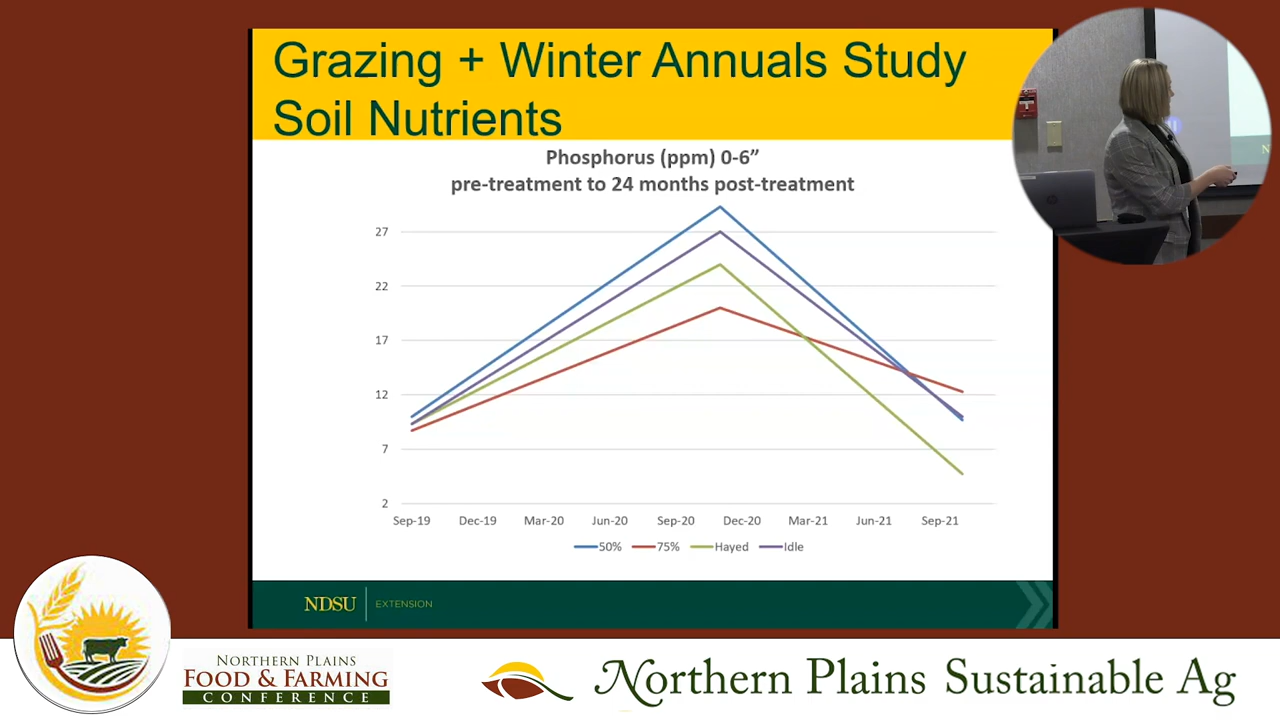 Grazing + Winter Annuals Study
Soil Nutrients
Phosphorus (ppm) 0-6”
pre-treatment to 24 months post-treatment
27
22
17
12
7
2
Sep-19 Dec-19 Mar-20 Jun-20 Sep-20 Dec-20 Mar-21 Jun-21 Sep-21
50% 75% Hayed Idle
NDSU EXTENSION
NORTHERN PLAINS
FOOD & FARMING
CONFERENCE
Northern Plains Sustainable Ag